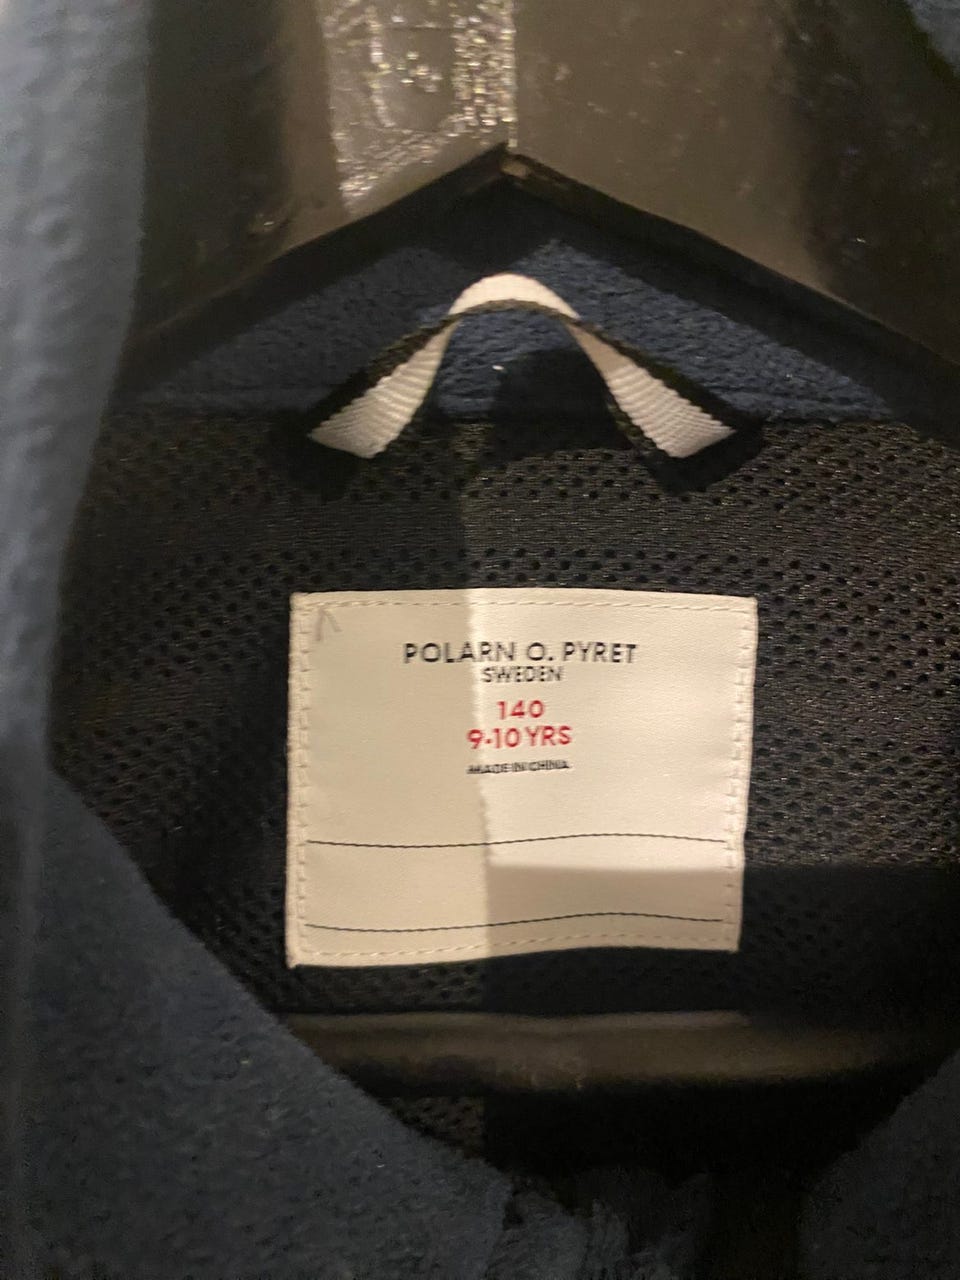 POLARN O. PYRET
SWEDEN
140
9-10 YRS
MADE IN CHINA